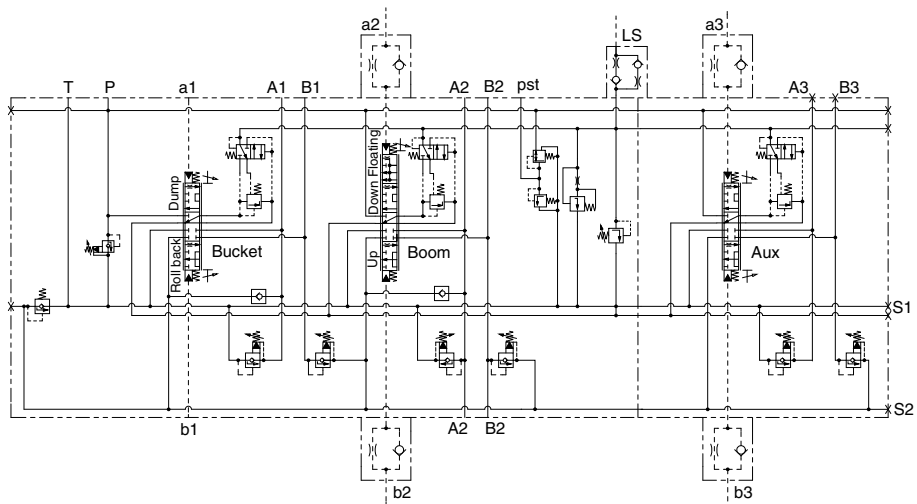 a2
LS
a3
T P a1 A1 B1 A2 B2 pst A3 B3
Dump
Down Floating
Roll back
Bucket
Up
Boom
Aux
S1
S2
b1 A2 B2
b2 b3